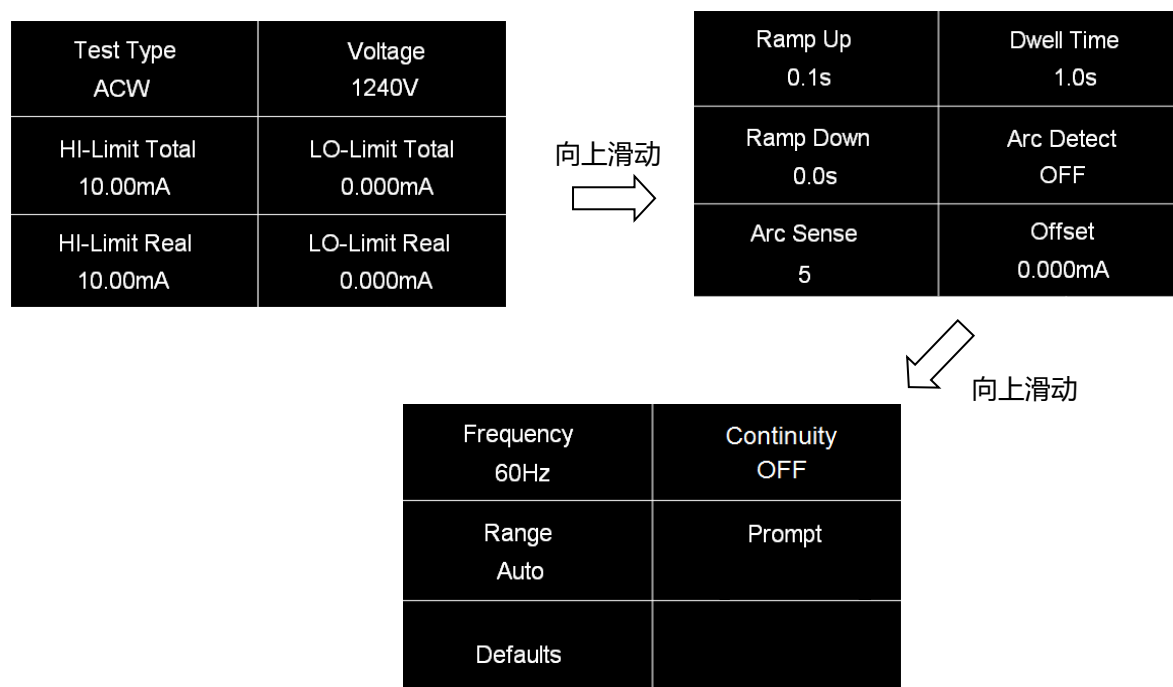 Test Type
ACW
Voltage
1240V
HI-Limit Total
10.00mA
LO-Limit Total
0.000mA
HI-Limit Real
10.00mA
LO-Limit Real
0.000mA
向上滑动
Ramp Up
0.1s
Dwell Time
1.0s
Ramp Down
0.0s
Arc Detect
OFF
Arc Sense
5
Offset
0.000mA
向上滑动
Frequency
60Hz
Continuity
OFF
Range
Auto
Prompt
Defaults